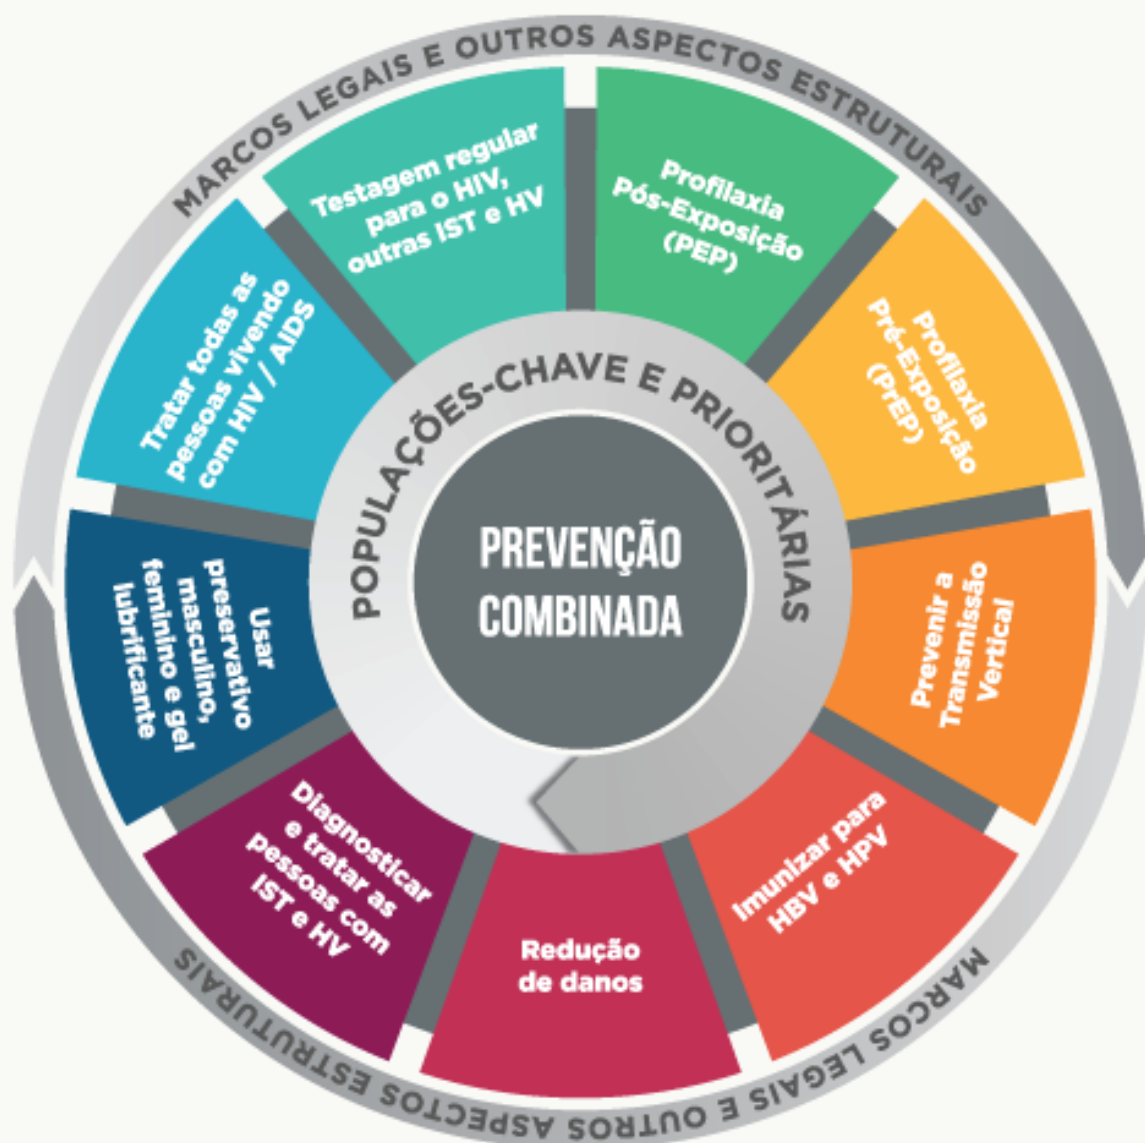 MARCOS LEGAIS E OUTROS ASPECTOS ESTRUTURAIS
Testagem regular
para o HIV,
outras IST e HV
Profilaxia
Pós-Exposição
(PEP)
Profilaxia
Pré-Exposição
(PrEP)
Prevenir a
Transmissão
Vertical
Imunizar para
HBV e HPV
Redução
de danos
Diagnosticar
e tratar as
pessoas com
IST e HV
Usar
preservativo
masculino,
feminino e gel
lubrificante
Tratar todas as
pessoas vivendo
com HIV / AIDS
POPULAÇÕES-CHAVE E PRIORITÁRIAS
PREVENÇÃO
COMBINADA
MARCOS LEGAIS E OUTROS ASPECTOS ESTRUTURAIS